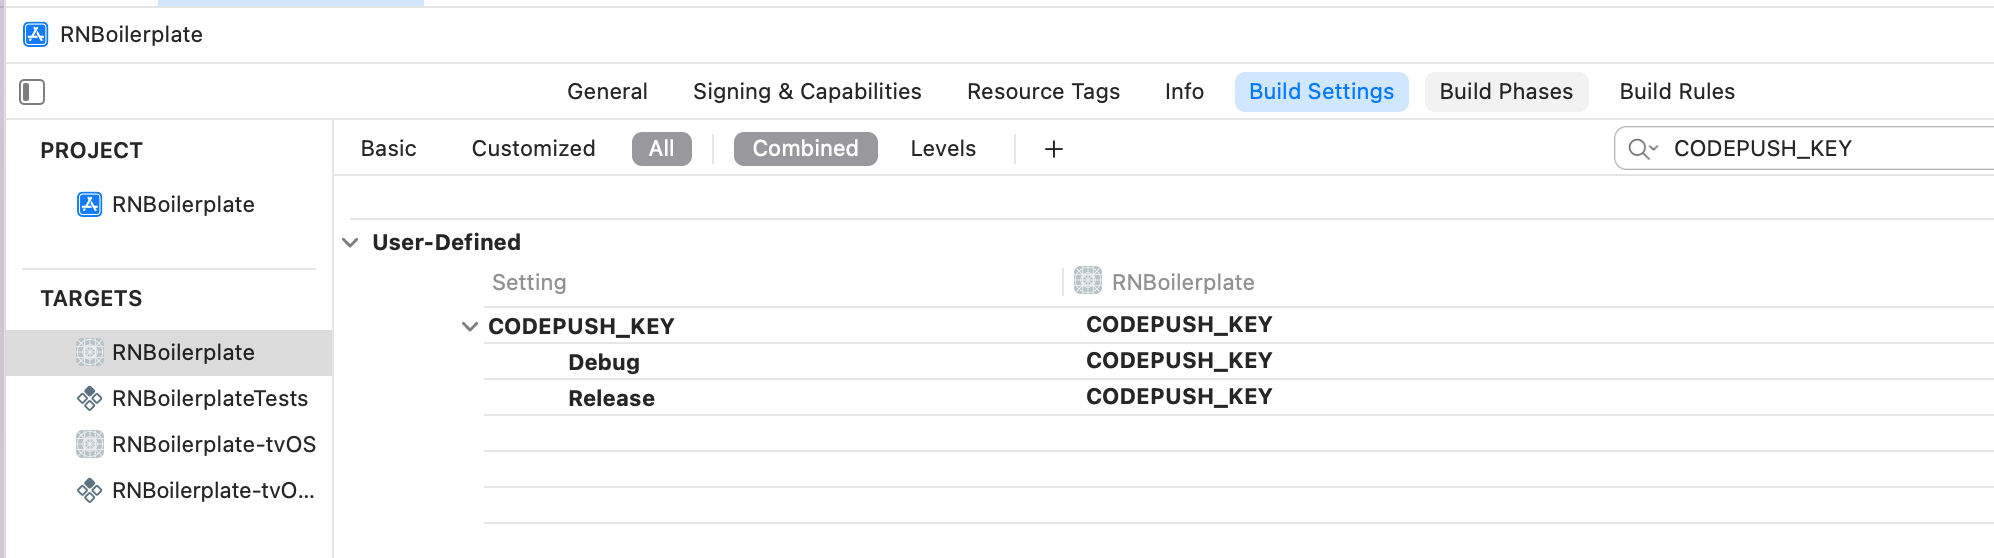 RNBoilerplate
General Signing & Capabilities Resource Tags Info Build Settings Build Phases Build Rules
PROJECT
RNBoilerplate
TARGETS
RNBoilerplate
RNBoilerplateTests
RNBoilerplate-tvOS
RNBoilerplate-tvO...
Basic Customized All Combined Levels + CODEPUSH_KEY
User-Defined
Setting RNBoilerplate
CODEPUSH_KEY CODEPUSH_KEY
Debug CODEPUSH_KEY
Release CODEPUSH_KEY